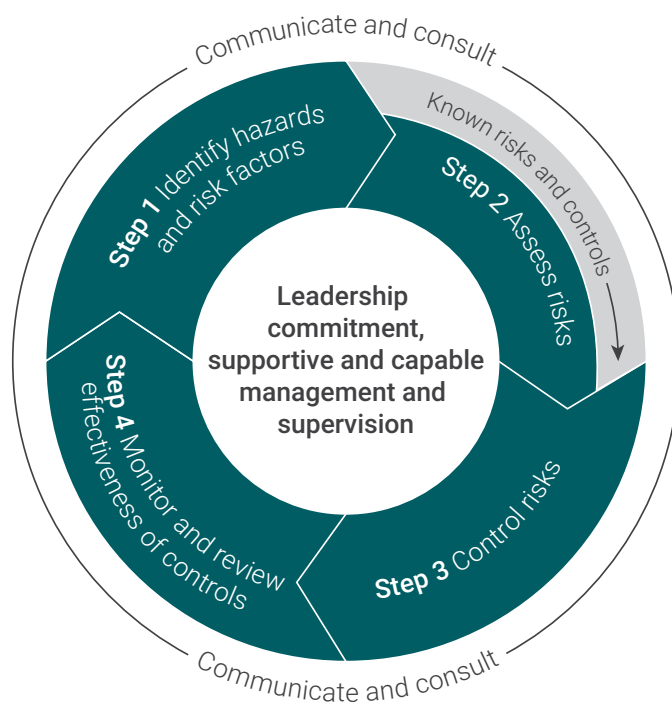 Communicate and consult
Known risks and controls
Step 1 Identify hazards
and risk factors
Step 2 Assess risks
Leadership
commitment,
supportive and capable
management and
supervision
Step 3 Control risks
Step 4 Monitor and review
effectiveness of controls
Communicate and consult